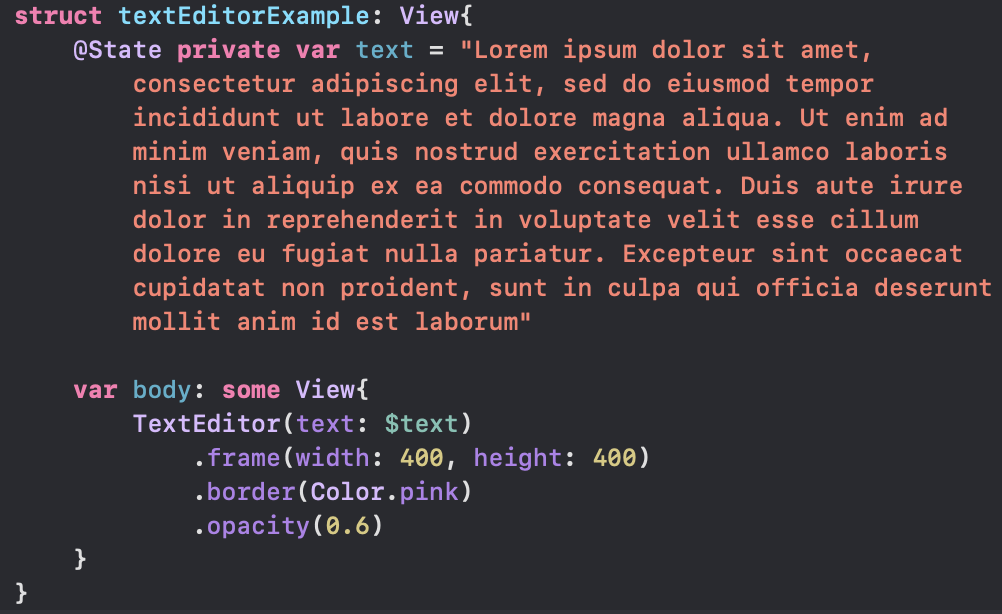 struct textEditorExample: View{
@State private var text = "Lorem ipsum dolor sit amet,
consectetur adipiscing elit, sed do eiusmod tempor
incididunt ut labore et dolore magna aliqua. Ut enim ad
minim veniam, quis nostrud exercitation ullamco laboris
nisi ut aliquip ex ea commodo consequat. Duis aute irure
dolor in reprehenderit in voluptate velit esse cillum
dolore eu fugiat nulla pariatur. Excepteur sint occaecat
cupidatat non proident, sunt in culpa qui officia deserunt
mollit anim id est laborum"
var body: some View{
TextEditor(text: $text)
.frame(width: 400, height: 400)
.border(Color.pink)
.opacity(0.6)
}
}